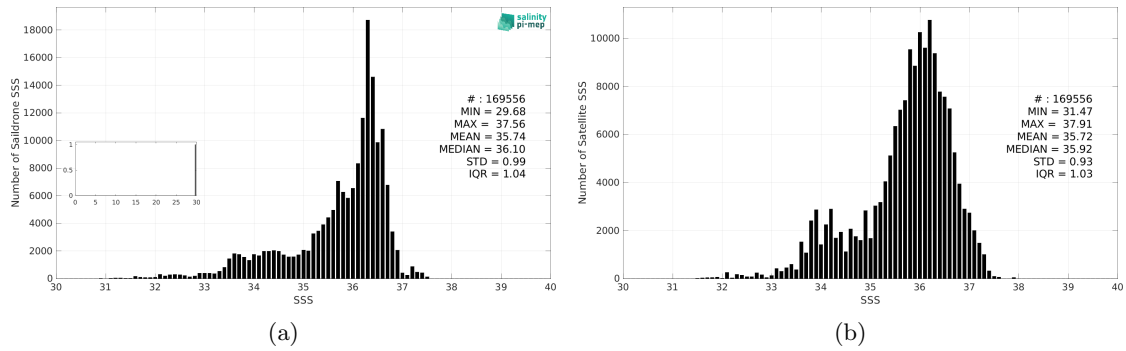 salinity
pi-mep
Number of Saildrone SSS
18000
16000
14000
12000
10000
8000
6000
4000
2000
0
# : 169556
MIN = 29.68
MAX = 37.56
MEAN = 35.74
MEDIAN = 36.10
STD = 0.99
IQR = 1.04
1
0.5
0
0 5 10 15 20 25 30
30 31 32 33 34 35 36 37 38 39 40
SSS
(a)
Number of Satellite SSS
10000
8000
6000
4000
2000
0
# : 169556
MIN = 31.47
MAX = 37.91
MEAN = 35.72
MEDIAN = 35.92
STD = 0.93
IQR = 1.03
30 31 32 33 34 35 36 37 38 39 40
SSS
(b)